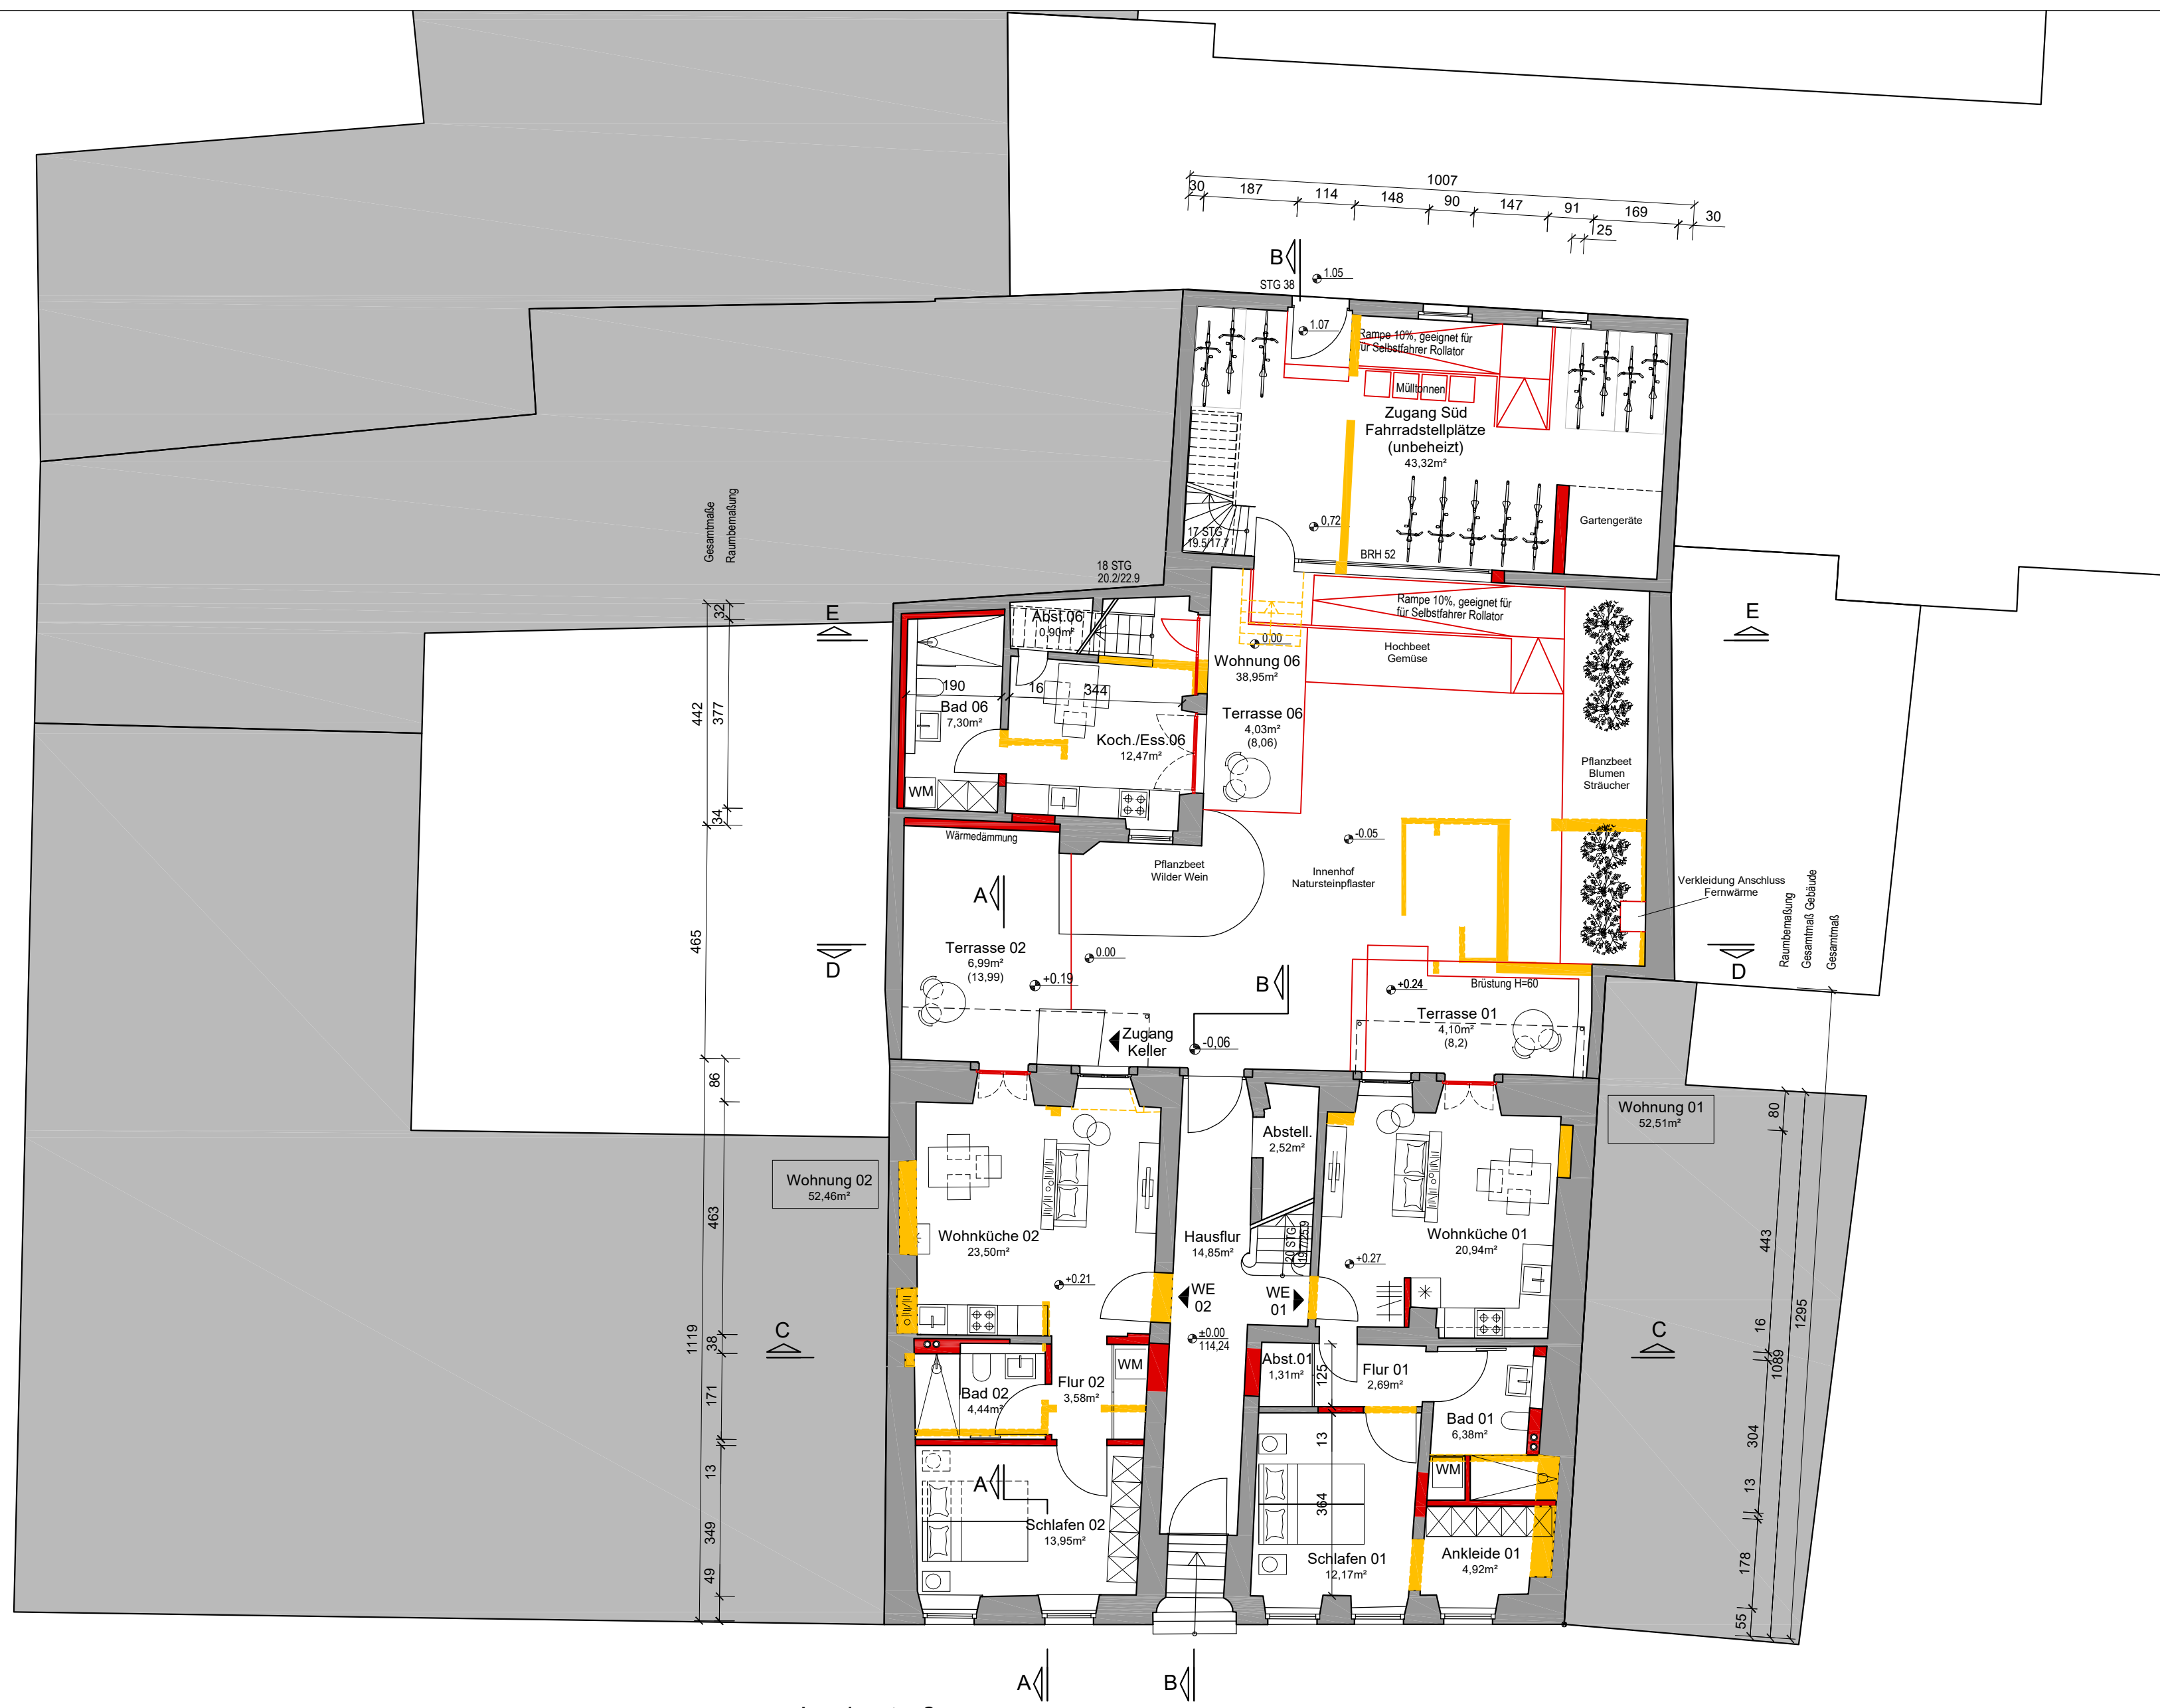 1007
30
187
114
148
90
147
91
169
30
25
B
1.05
STG 38
1.07
Rampe 10%, geeignet für
für Selbstfahrer Rollator
Mülltonnen
Zugang Süd
Fahrradstellplätze
(unbeheizt)
43,32m²
0,72
17 STG
19.5/17.7
BRH 52
Gartengeräte
Gesamtmaße
Raumbemaßung
18 STG
20.2/22.9
32
E
E
Abst.06
0,90m²
Rampe 10%, geeignet für
für Selbstfahrer Rollator
0.00
Hochbeet
Gemüse
Wohnung 06
38,95m²
190
16
344
442
377
Bad 06
7,30m²
Terrasse 06
4,03m²
(8,06)
Koch./Ess.06
12,47m²
Pflanzbeet
Blumen
Sträucher
WM
34
Wärmedämmung
-0.05
Pflanzbeet
Wilder Wein
Innenhof
Natursteinpflaster
Verkleidung Anschluss
Fernwärme
A
Raumbemaßung
Gesamtmaß Gebäude
Gesamtmaß
465
Terrasse 02
6,99m²
(13,99)
0.00
D
D
+0.19
B
+0.24
Brüstung H=60
Terrasse 01
4,10m²
(8,2)
Zugang
Keller
-0,06
86
80
Wohnung 01
52,51m²
Abstell.
2,52m²
Wohnung 02
52,46m²
463
443
Wohnküche 02
23,50m²
Hausflur
14,85m²
20 STG
19.7/25.9
Wohnküche 01
20,94m²
+0.27
+0.21
WE
02
WE
01
1295
16
1089
1119
38
C
C
±0.00
114,24
WM
Abst.01
1,31m²
125
Flur 01
2,69m²
Flur 02
3,58m²
Bad 02
4,44m²
171
Bad 01
6,38m²
304
13
13
WM
13
A
364
349
Schlafen 02
13,95m²
Schlafen 01
12,17m²
Ankleide 01
4,92m²
178
49
55
A
B